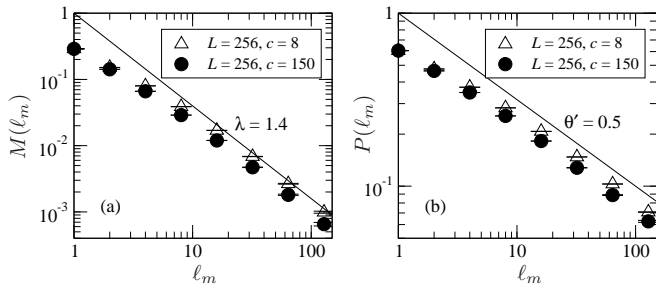 1
10⁻¹
10⁻²
10⁻³
M(ℓₘ)
L = 256, c = 8
L = 256, c = 150
λ = 1.4
(a)
1
10
100
ℓₘ
1
10⁻¹
P(ℓₘ)
L = 256, c = 8
L = 256, c = 150
θ′ = 0.5
(b)
1
10
100
ℓₘ